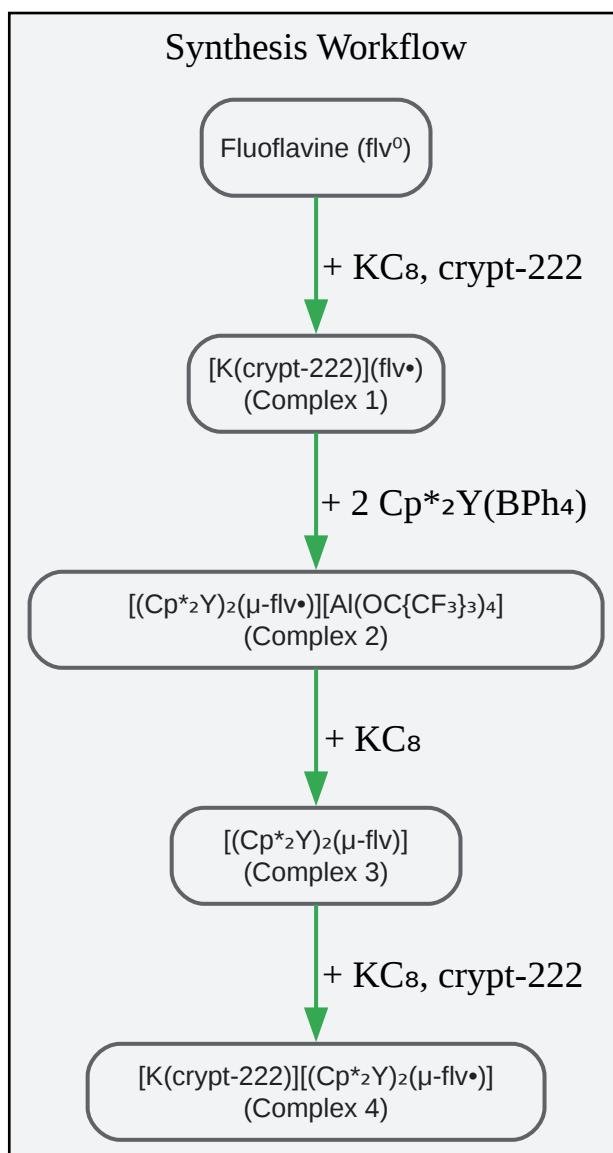 Synthesis Workflow
Fluoflavine (flv⁰)
+ KC₈, crypt-222
[K(crypt-222)](flv•)
(Complex 1)
+ 2 Cp*₂Y(BPh₄)
[(Cp*₂Y)₂(μ-flv•)][Al(OC{CF₃}₃)₄]
(Complex 2)
+ KC₈
[(Cp*₂Y)₂(μ-flv)]
(Complex 3)
+ KC₈, crypt-222
[K(crypt-222)][(Cp*₂Y)₂(μ-flv•)]
(Complex 4)